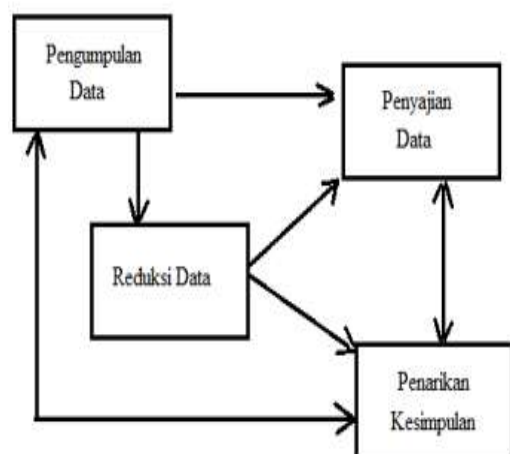 Pengumpulan
Data
Penyajian
Data
Reduksi Data
Penarikan
Kesimpulan